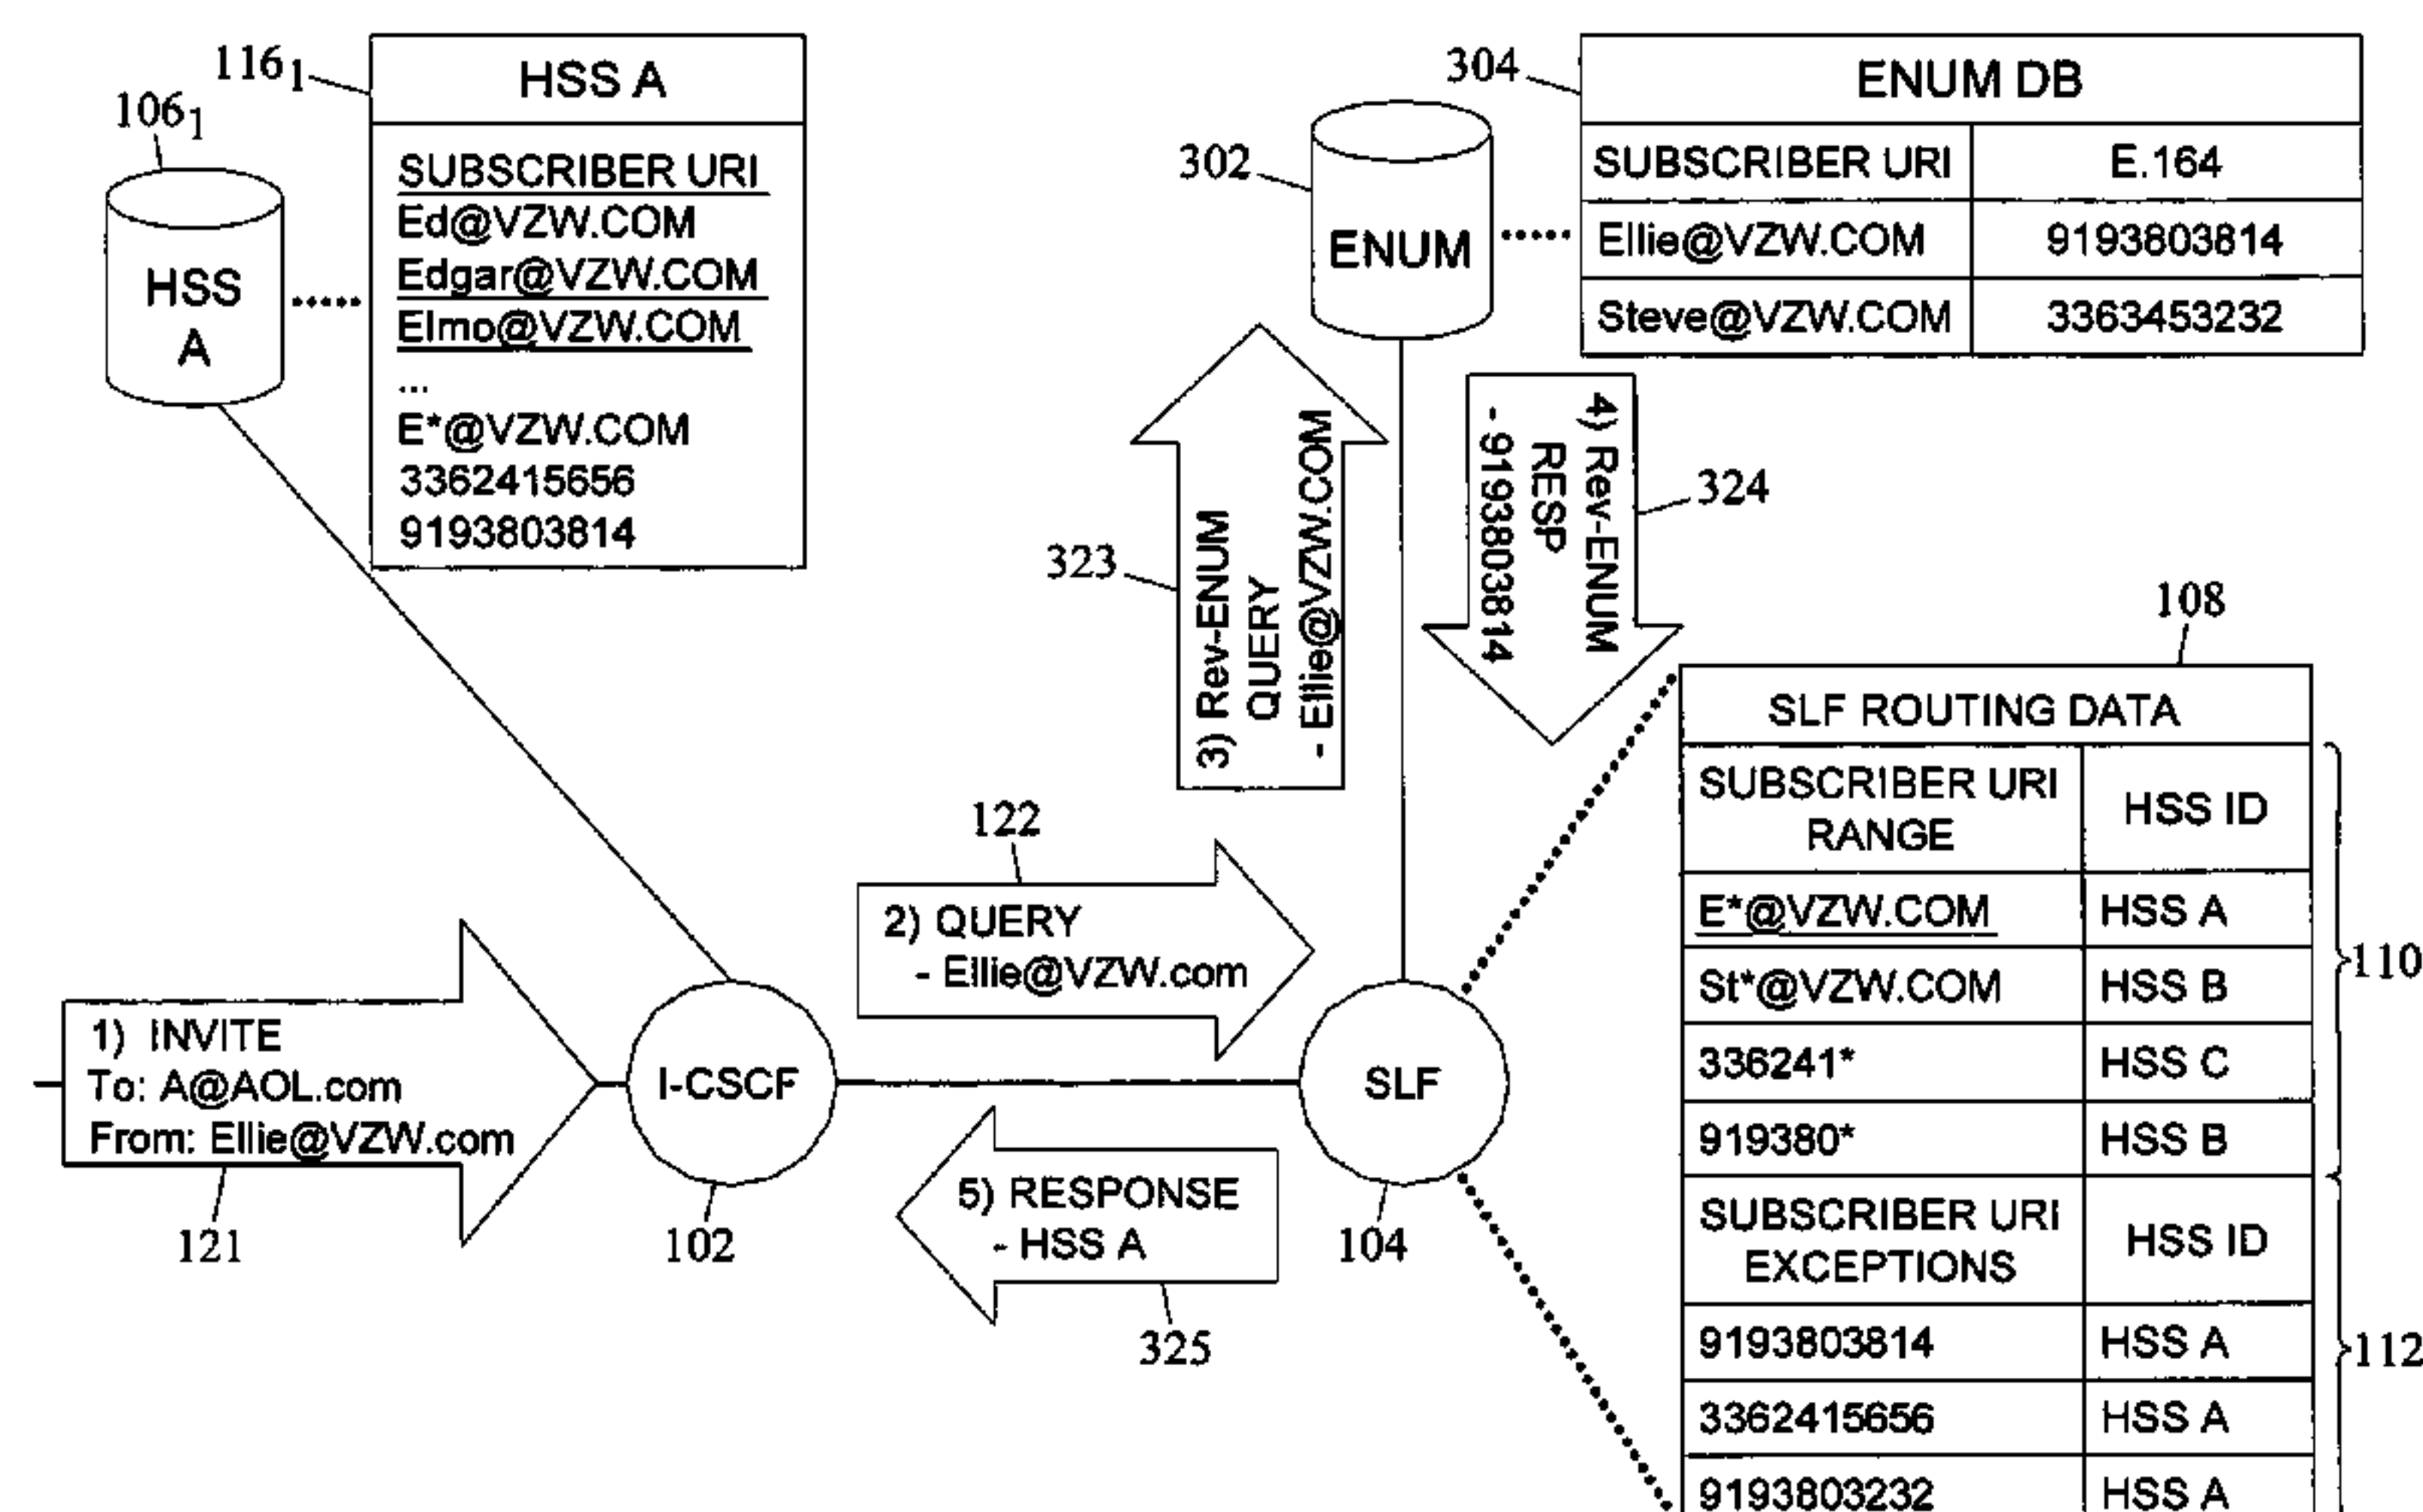 116₁
HSS A
106₁
SUBSCRIBER URI
Ed@VZW.COM
Edgar@VZW.COM
Elmo@VZW.COM
...
E*@VZW.COM
3362415656
9193803814
HSS
A
304
ENUM DB
SUBSCRIBER URI E.164
Ellie@VZW.COM 9193803814
Steve@VZW.COM 3363453232
302
ENUM
323
3) Rev-ENUM
QUERY
- Ellie@VZW.COM
4) Rev-ENUM
RESP
- 9193803814
324
108
SLF ROUTING DATA
SUBSCRIBER URI
RANGE
HSS ID
E*@VZW.COM HSS A
St*@VZW.COM HSS B
336241* HSS C
919380* HSS B
110
SUBSCRIBER URI
EXCEPTIONS
HSS ID
9193803814 HSS A
3362415656 HSS A
9193803232 HSS A
112
122
2) QUERY
- Ellie@VZW.com
1) INVITE
To: A@AOL.com
From: Ellie@VZW.com
121
I-CSCF
102
SLF
104
5) RESPONSE
- HSS A
325